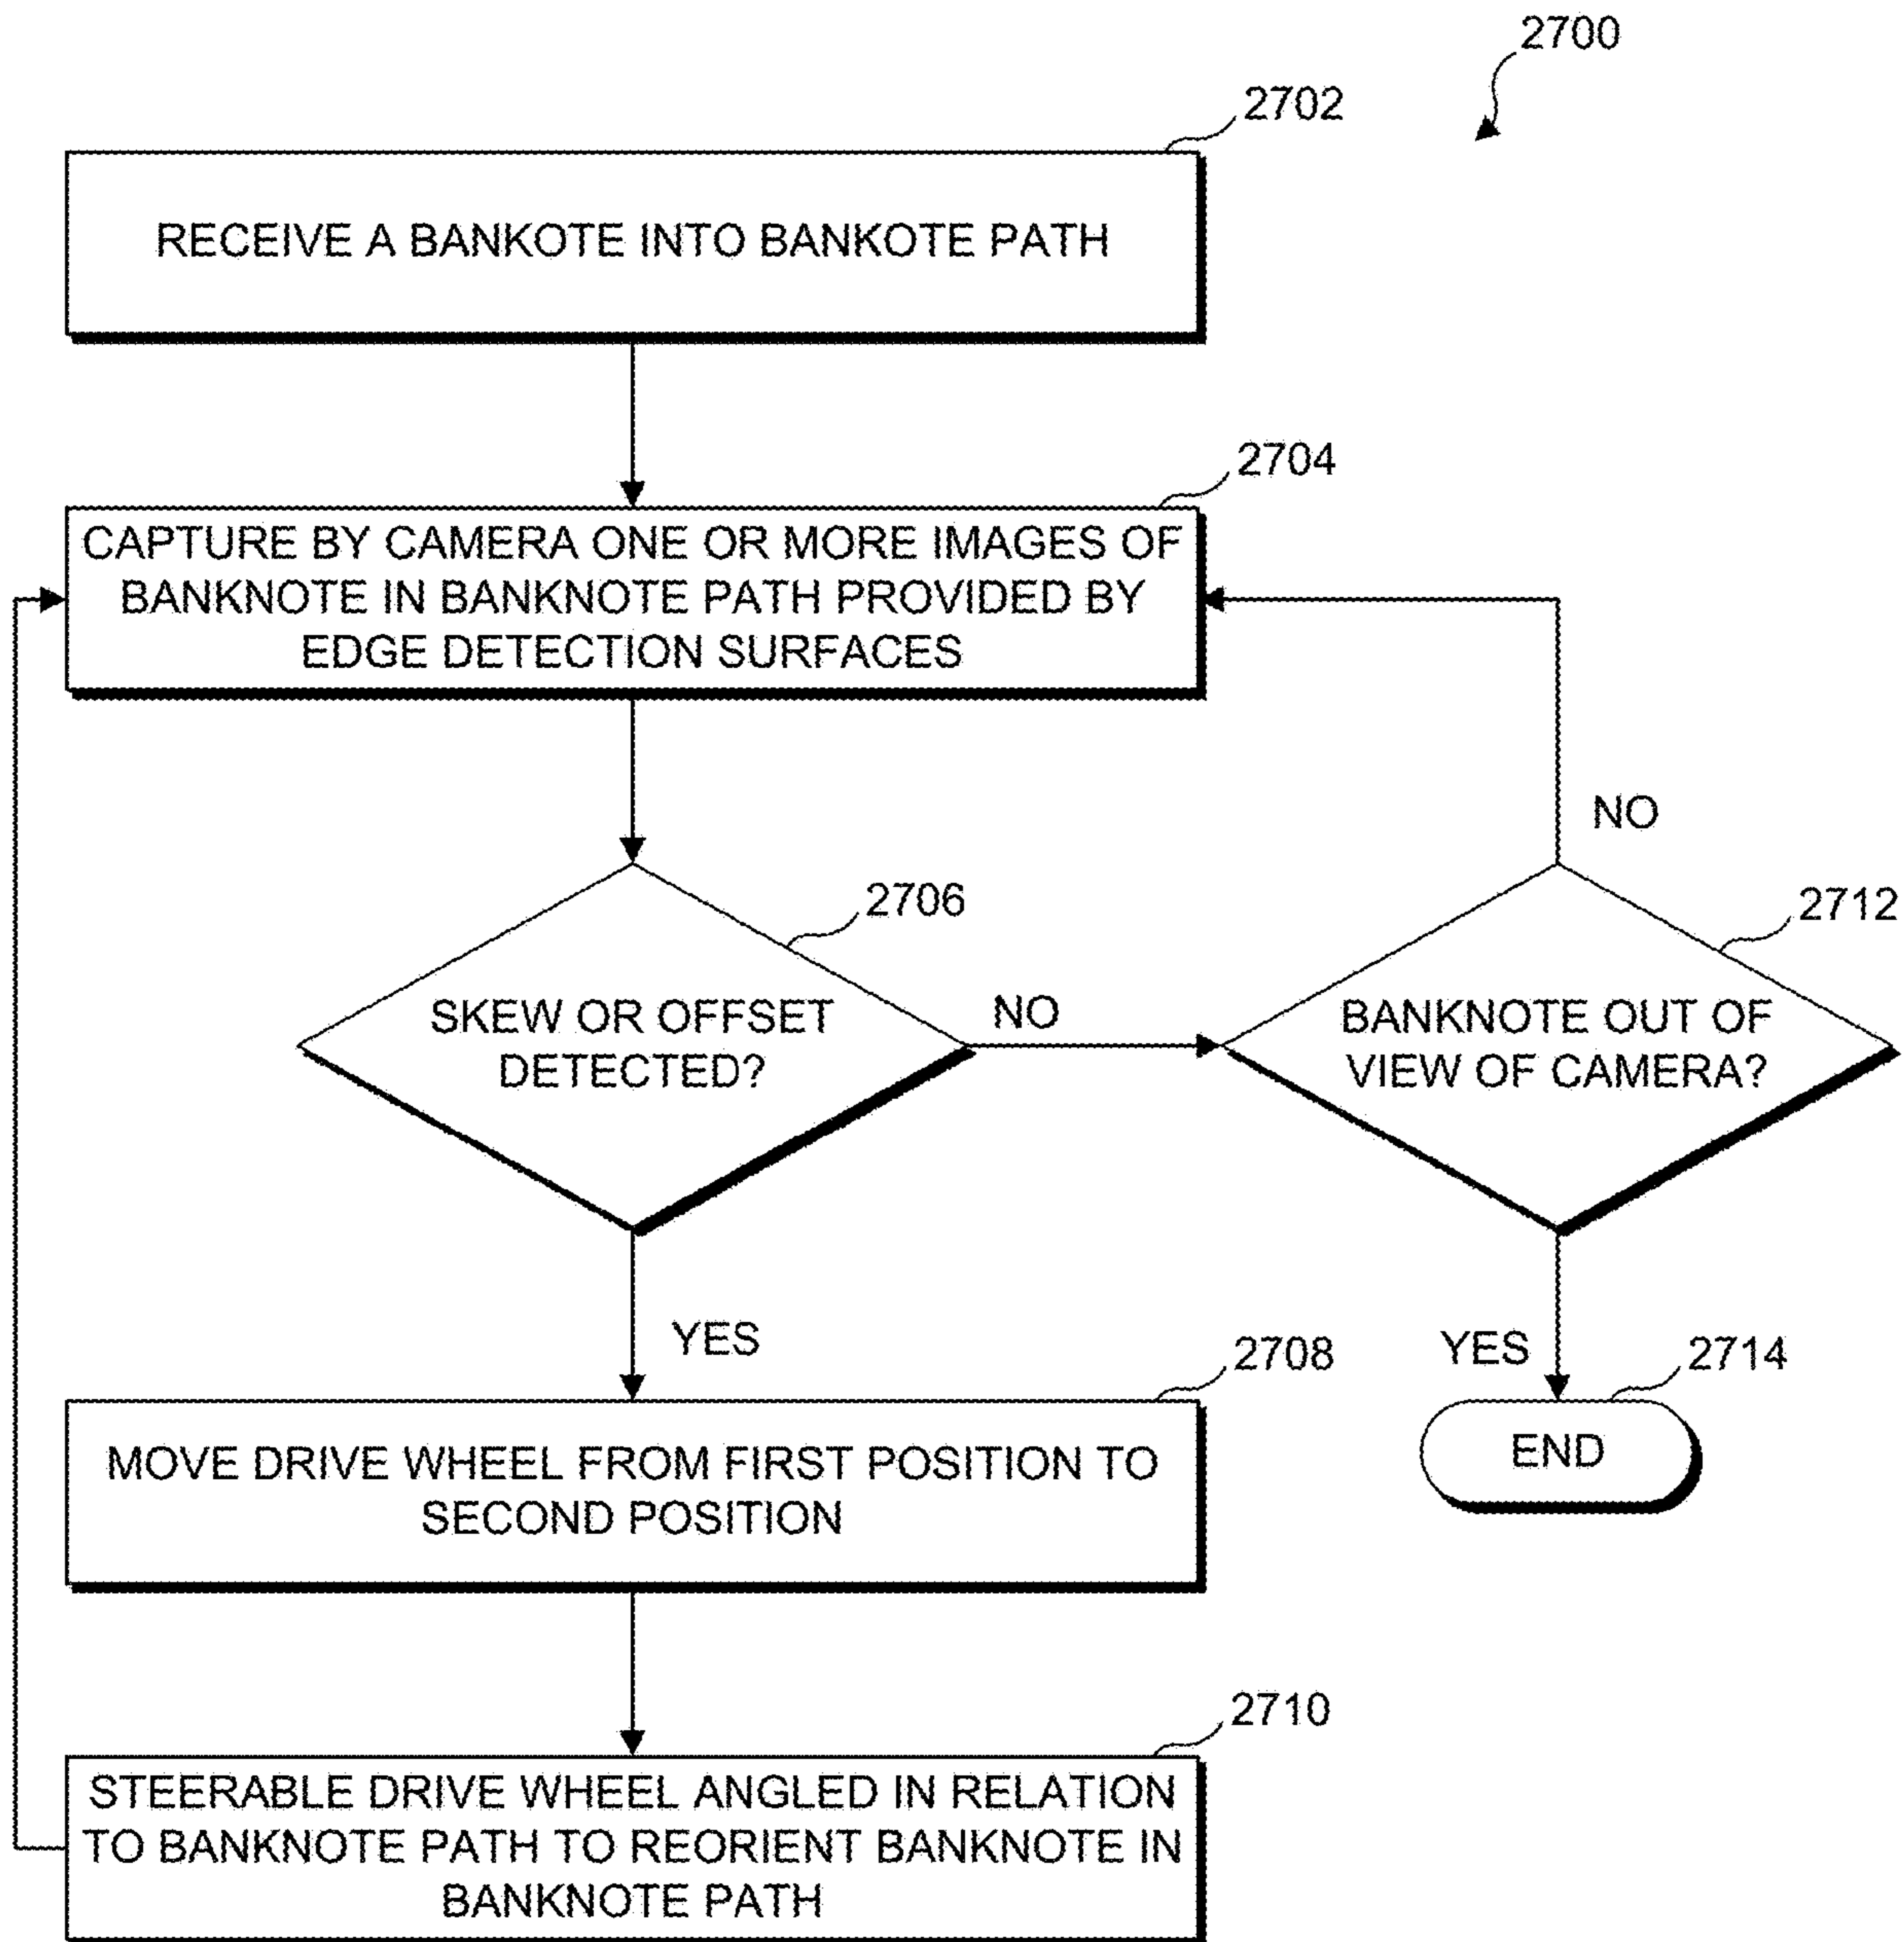 2700
2702
RECEIVE A BANKOTE INTO BANKOTE PATH
2704
CAPTURE BY CAMERA ONE OR MORE IMAGES OF
BANKNOTE IN BANKNOTE PATH PROVIDED BY
EDGE DETECTION SURFACES
NO
2706
2712
SKEW OR OFFSET
DETECTED?
NO
BANKNOTE OUT OF
VIEW OF CAMERA?
YES
2708
YES
2714
MOVE DRIVE WHEEL FROM FIRST POSITION TO
SECOND POSITION
END
2710
STEERABLE DRIVE WHEEL ANGLED IN RELATION
TO BANKNOTE PATH TO REORIENT BANKNOTE IN
BANKNOTE PATH